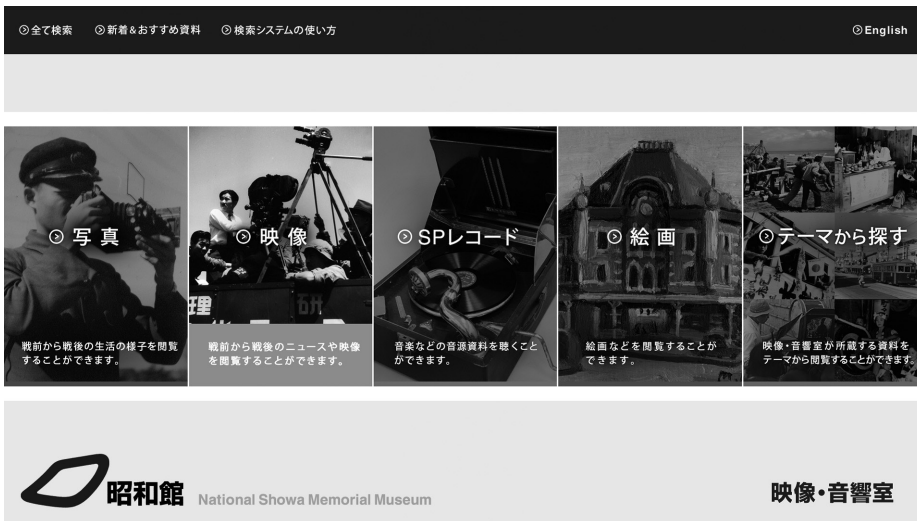 全て検索
新着&おすすめ資料
検索システムの使い方
English
写真
戦前から戦後の生活の様子を閲覧
することができます。
映像
戦前から戦後のニュースや映像
を閲覧することができます。
SPレコード
音楽などの音源資料を聴くこと
ができます。
絵画
絵画などを閲覧することが
できます。
テーマから探す
映像・音響室が所蔵する資料を
テーマから閲覧することができます。
昭和館 National Showa Memorial Museum
映像・音響室